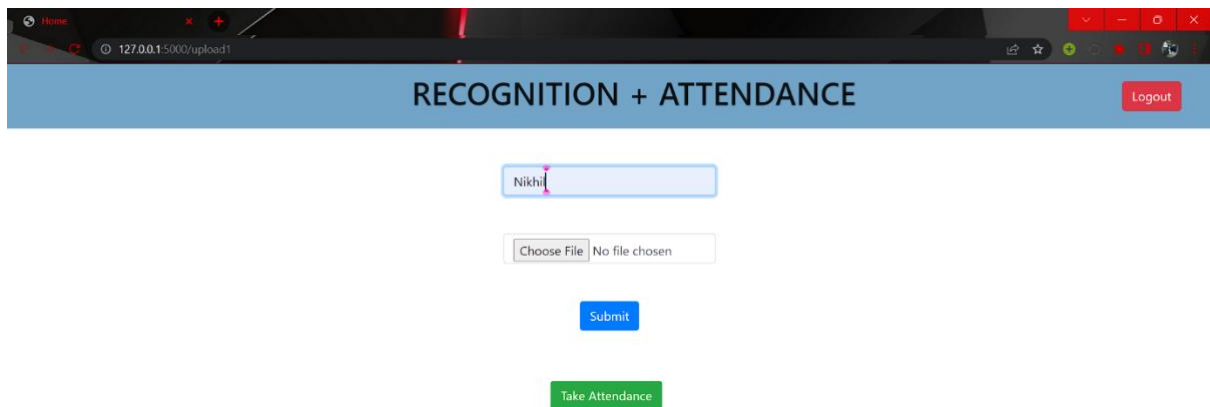 Home
127.0.0.1:5000/upload1
RECOGNITION + ATTENDANCE
Logout
Nikhil
Choose File No file chosen
Submit
Take Attendance